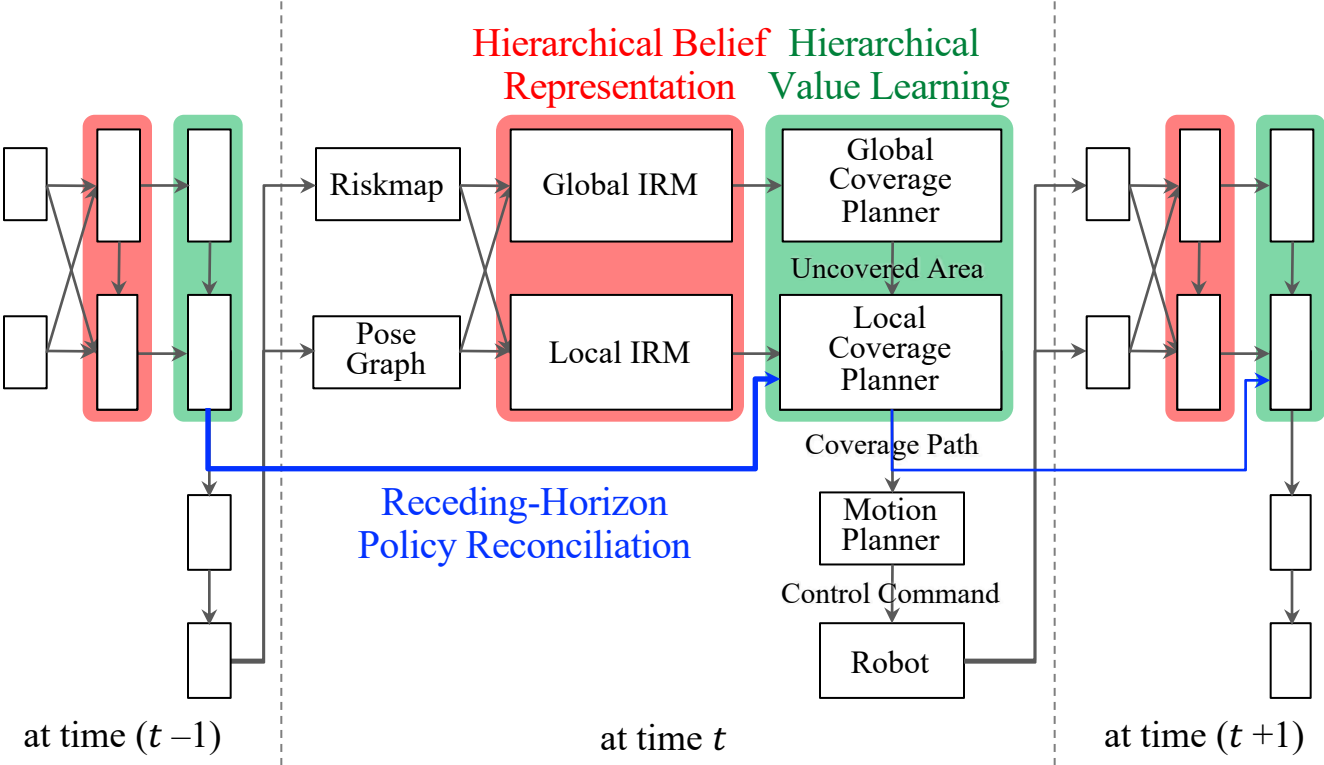 Hierarchical Belief
Representation
Hierarchical
Value Learning
Riskmap
Global IRM
Global
Coverage
Planner
Uncovered Area
Pose
Graph
Local IRM
Local
Coverage
Planner
Coverage Path
Receding-Horizon
Policy Reconciliation
Motion
Planner
Control Command
Robot
at time (t –1)
at time t
at time (t +1)